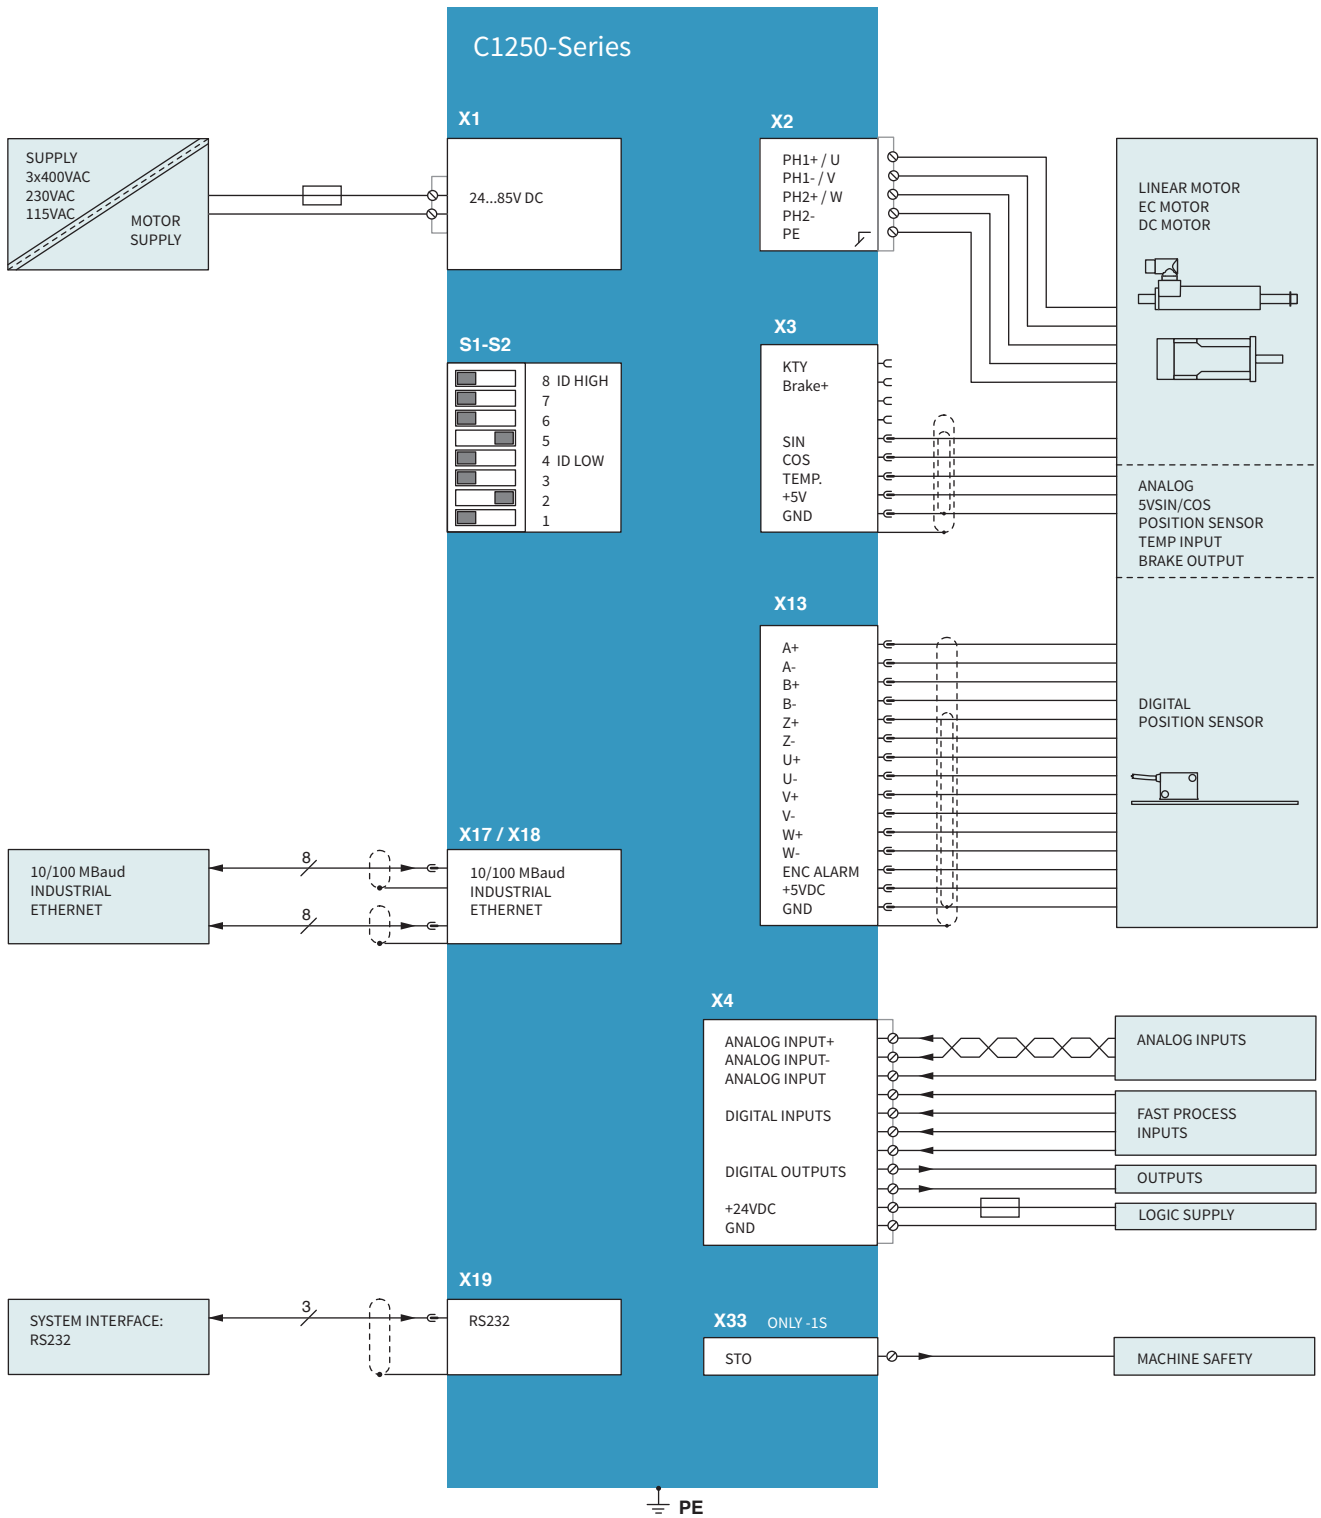 C1250-Series
X1
SUPPLY
3x400VAC
230VAC
115VAC
MOTOR
SUPPLY
24...85V DC
X2
PH1+ / U
PH1- / V
PH2+ / W
PH2-
PE
LINEAR MOTOR
EC MOTOR
DC MOTOR
S1-S2
8 ID HIGH
7
6
5
4 ID LOW
3
2
1
X3
KTY
Brake+
SIN
COS
TEMP.
+5V
GND
ANALOG
5VSIN/COS
POSITION SENSOR
TEMP INPUT
BRAKE OUTPUT
X13
A+
A-
B+
B-
Z+
Z-
U+
U-
V+
V-
W+
W-
ENC ALARM
+5VDC
GND
DIGITAL
POSITION SENSOR
X17 / X18
10/100 MBaud
INDUSTRIAL
ETHERNET
8
8
10/100 MBaud
INDUSTRIAL
ETHERNET
X4
ANALOG INPUT+
ANALOG INPUT-
ANALOG INPUT
DIGITAL INPUTS
DIGITAL OUTPUTS
+24VDC
GND
ANALOG INPUTS
FAST PROCESS
INPUTS
OUTPUTS
LOGIC SUPPLY
X19
SYSTEM INTERFACE:
RS232
3
RS232
X33 ONLY -1S
STO
MACHINE SAFETY
PE